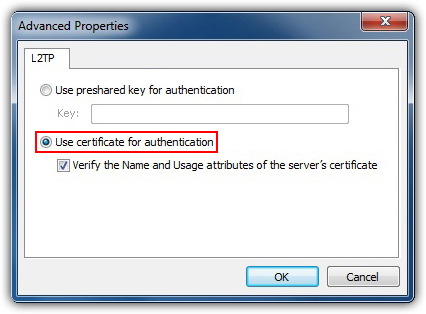 Advanced Properties
L2TP
Use preshared key for authentication
Key:
Use certificate for authentication
Verify the Name and Usage attributes of the server's certificate
OK
Cancel